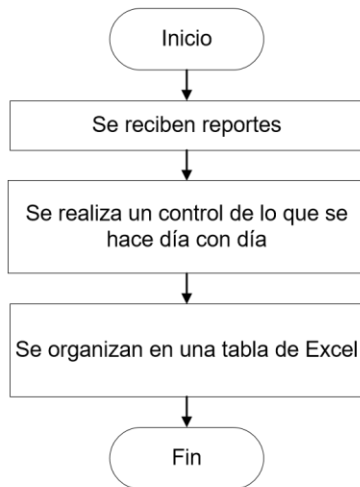 Inicio
Se reciben reportes
Se realiza un control de lo que se
hace día con día
Se organizan en una tabla de Excel
Fin